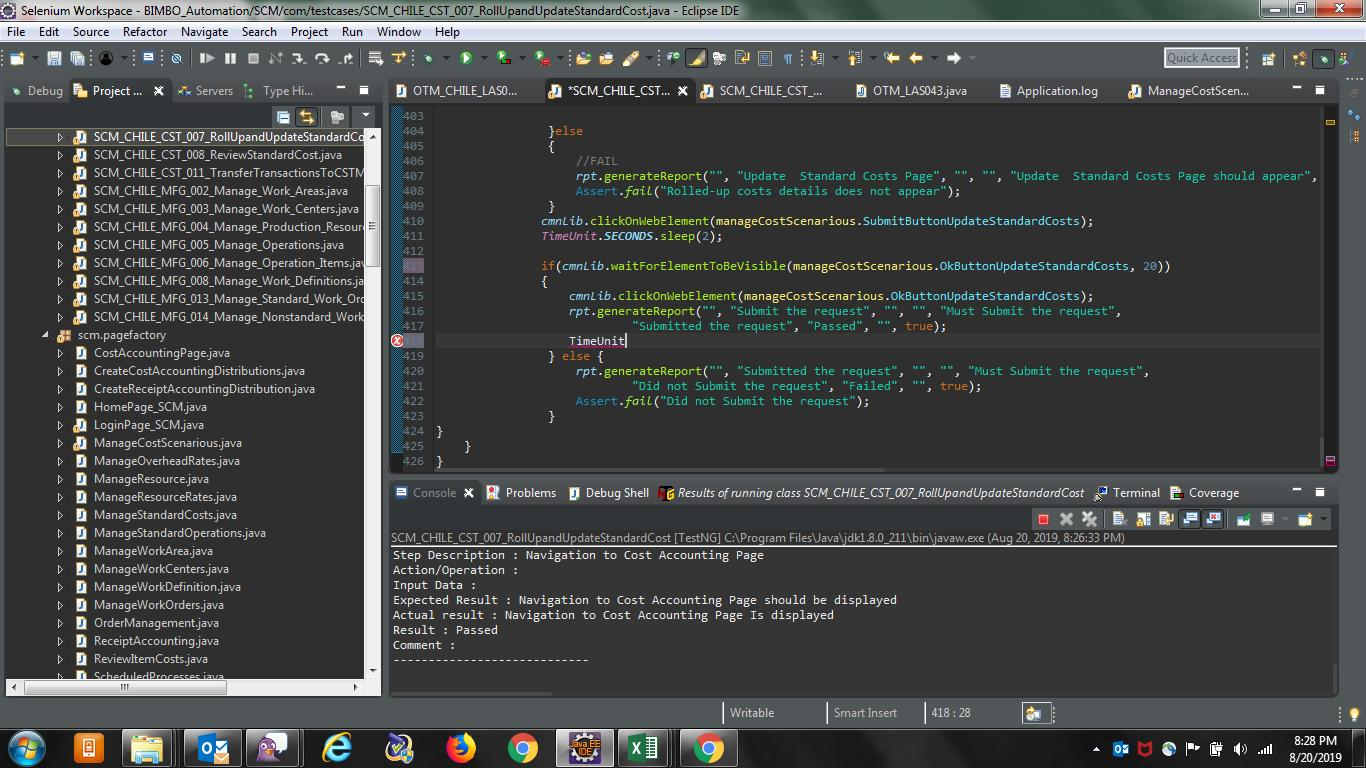 Selenium Workspace - BIMBO_Automation/SCM/com/testcases/SCM_CHILE_CST_007_RollUpandUpdateStandardCost.java - Eclipse IDE
File Edit Source Refactor Navigate Search Project Run Window Help
Quick Access
Debug Project ... Servers Type Hi...
SCM_CHILE_CST_007_RollUpandUpdateStandardCo
SCM_CHILE_CST_008_ReviewStandardCost.java
SCM_CHILE_CST_011_TransferTransactionsToCSTM
SCM_CHILE_MFG_002_Manage_Work_Areas.java
SCM_CHILE_MFG_003_Manage_Work_Centers.java
SCM_CHILE_MFG_004_Manage_Production_Resour
SCM_CHILE_MFG_005_Manage_Operations.java
SCM_CHILE_MFG_006_Manage_Operation_Items.jav
SCM_CHILE_MFG_008_Manage_Work_Definitions.ja
SCM_CHILE_MFG_013_Manage_Standard_Work_Ord
SCM_CHILE_MFG_014_Manage_Nonstandard_Work
scm.pagefactory
CostAccountingPage.java
CreateCostAccountingDistributions.java
CreateReceiptAccountingDistribution.java
HomePage_SCM.java
LoginPage_SCM.java
ManageCostScenarious.java
ManageOverheadRates.java
ManageResource.java
ManageResourceRates.java
ManageStandardCosts.java
ManageStandardOperations.java
ManageWorkArea.java
ManageWorkCenters.java
ManageWorkDefinition.java
ManageWorkOrders.java
OrderManagement.java
ReceiptAccounting.java
ReviewItemCosts.java
ScheduledProcesses.java
OTM_CHILE_LAS0... *SCM_CHILE_CST... SCM_CHILE_CST_... OTM_LAS043.java Application.log ManageCostScen...
403
404 }else
405 {
406 //FAIL
407 rpt.generateReport("", "Update  Standard Costs Page", "", "", "Update  Standard Costs Page should appear",
408 Assert.fail("Rolled-up costs details does not appear");
409 }
410 cmnLib.clickOnWebElement(manageCostScenarious.SubmitButtonUpdateStandardCosts);
411 TimeUnit.SECONDS.sleep(2);
412
413 if(cmnLib.waitForElementToBeVisible(manageCostScenarious.OkButtonUpdateStandardCosts, 20))
414 {
415 cmnLib.clickOnWebElement(manageCostScenarious.OkButtonUpdateStandardCosts);
416 rpt.generateReport("", "Submit the request", "", "", "Must Submit the request",
417 "Submitted the request", "Passed", "", true);
418 TimeUnit
419 } else {
420 rpt.generateReport("", "Submitted the request", "", "", "Must Submit the request",
421 "Did not Submit the request", "Failed", "", true);
422 Assert.fail("Did not Submit the request");
423 }
424 }
425 }
426 }
Console Problems Debug Shell Results of running class SCM_CHILE_CST_007_RollUpandUpdateStandardCost Terminal Coverage
SCM_CHILE_CST_007_RollUpandUpdateStandardCost [TestNG] C:\Program Files\Java\jdk1.8.0_211\bin\javaw.exe (Aug 20, 2019, 8:26:33 PM)
Step Description : Navigation to Cost Accounting Page
Action/Operation :
Input Data :
Expected Result : Navigation to Cost Accounting Page should be displayed
Actual result : Navigation to Cost Accounting Page Is displayed
Result : Passed
Comment :
----------------------------
Writable Smart Insert 418 : 28
Java EE IDE
8:28 PM
8/20/2019